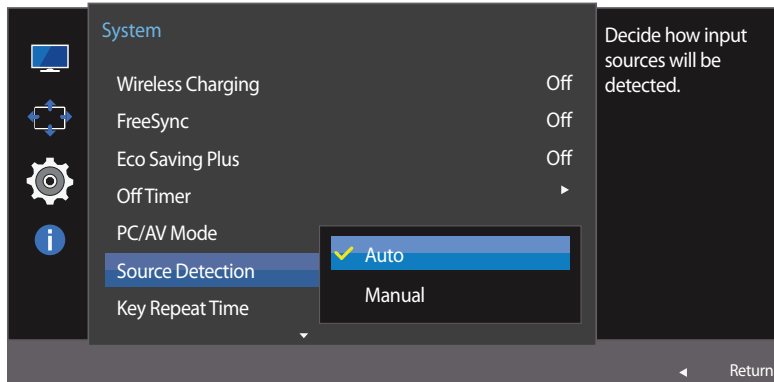 System
Wireless Charging Off
FreeSync Off
Eco Saving Plus Off
Off Timer
PC/AV Mode
Source Detection
Key Repeat Time
Auto
Manual
Decide how input
sources will be
detected.
Return